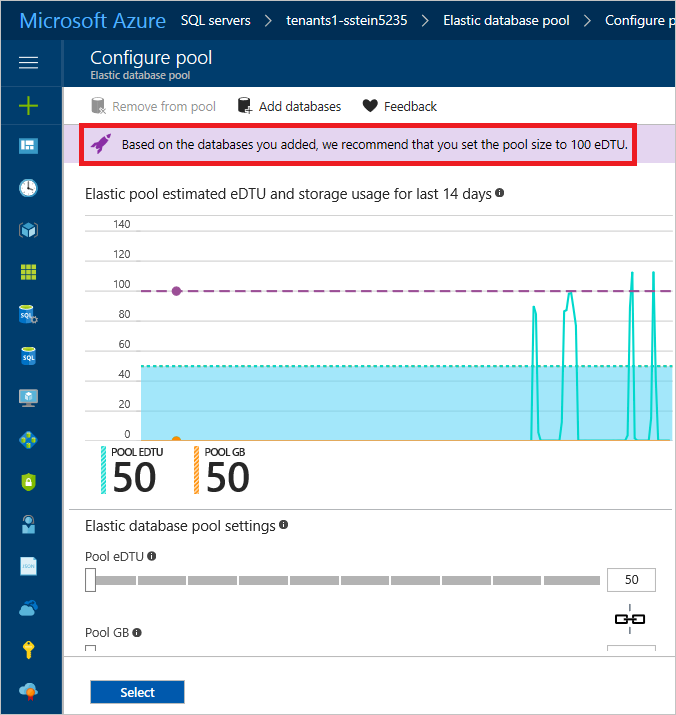 Microsoft Azure SQL servers > tenants1-sstein5235 > Elastic database pool > Configure p
Configure pool
Elastic database pool
Remove from pool Add databases Feedback
Based on the databases you added, we recommend that you set the pool size to 100 eDTU.
Elastic pool estimated eDTU and storage usage for last 14 days
140
120
100
80
60
40
20
0
POOL EDTU POOL GB
50 50
Elastic database pool settings
Pool eDTU
50
Pool GB
Select